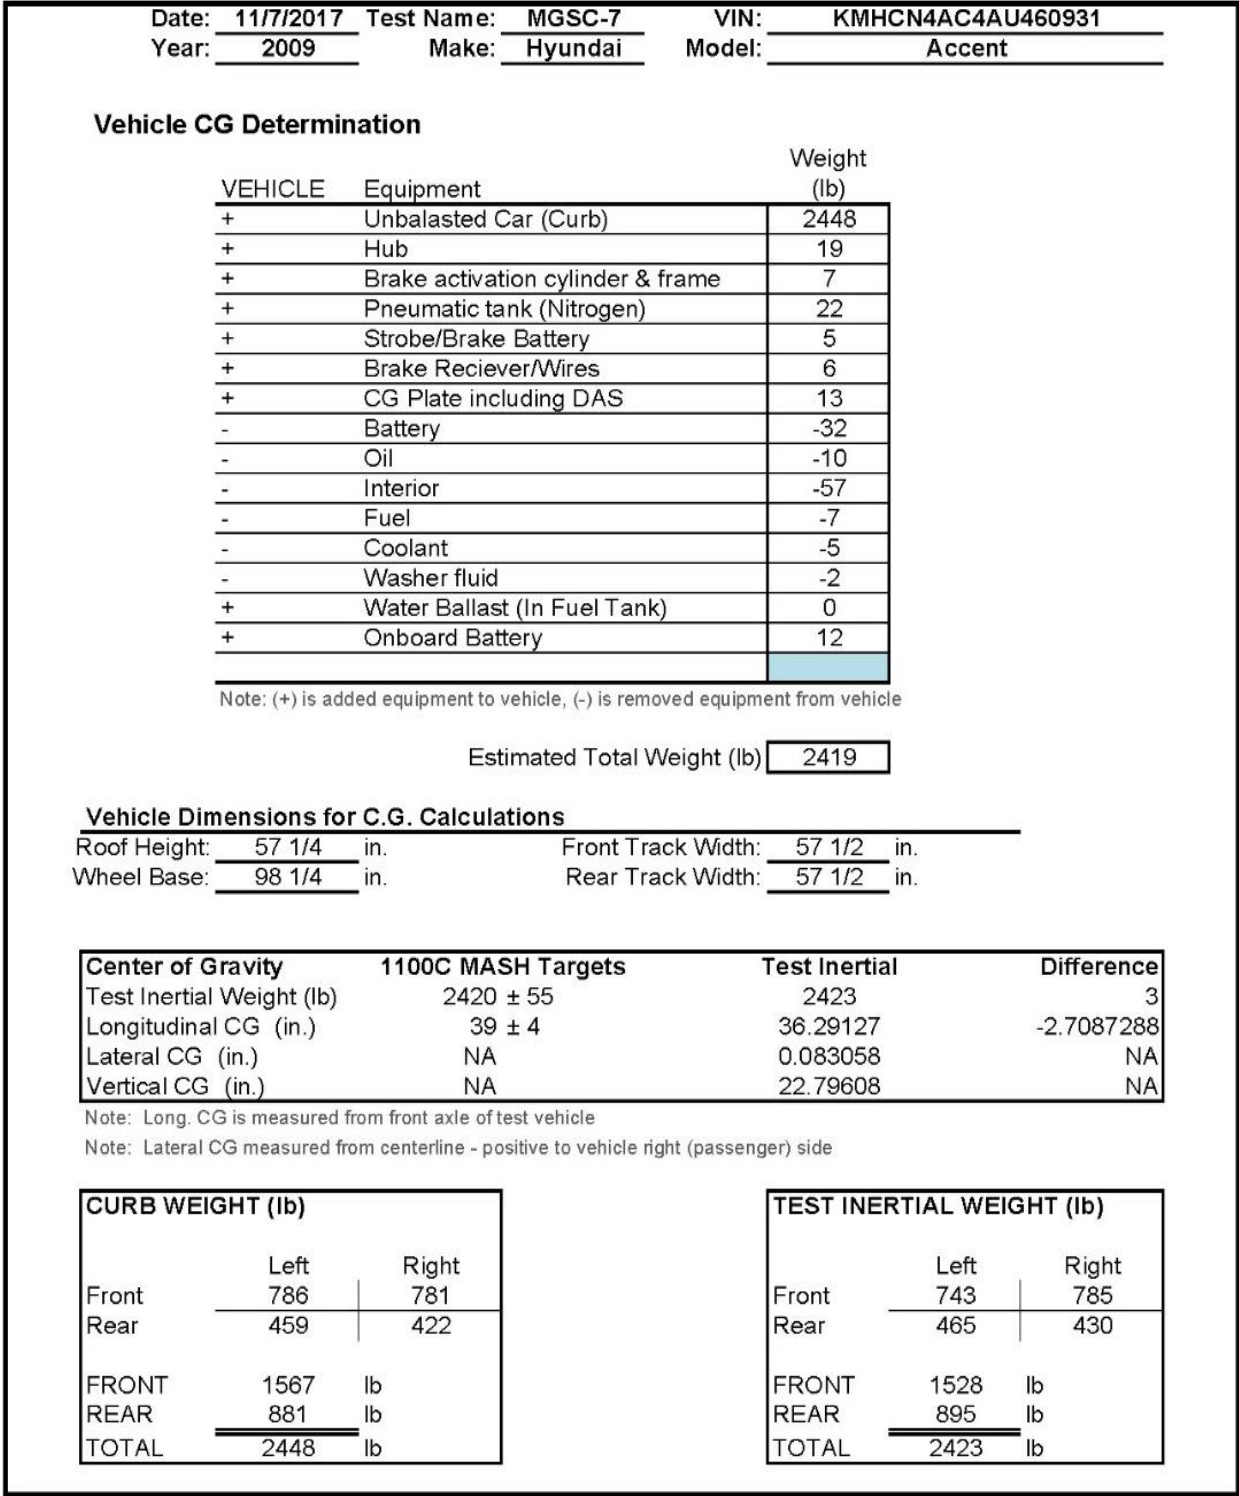 Date: 11/7/2017 Test Name: MGSC-7 VIN: KMHCN4AC4AU460931
Year: 2009 Make: Hyundai Model: Accent
Vehicle CG Determination
Weight
VEHICLE Equipment (lb)
+ Unbalasted Car (Curb) 2448
+ Hub 19
+ Brake activation cylinder & frame 7
+ Pneumatic tank (Nitrogen) 22
+ Strobe/Brake Battery 5
+ Brake Reciever/Wires 6
+ CG Plate including DAS 13
- Battery -32
- Oil -10
- Interior -57
- Fuel -7
- Coolant -5
- Washer fluid -2
+ Water Ballast (In Fuel Tank) 0
+ Onboard Battery 12
Note: (+) is added equipment to vehicle, (-) is removed equipment from vehicle
Estimated Total Weight (lb) 2419
Vehicle Dimensions for C.G. Calculations
Roof Height: 57 1/4 in. Front Track Width: 57 1/2 in.
Wheel Base: 98 1/4 in. Rear Track Width: 57 1/2 in.
Center of Gravity 1100C MASH Targets Test Inertial Difference
Test Inertial Weight (lb) 2420 ± 55 2423 3
Longitudinal CG (in.) 39 ± 4 36.29127 -2.7087288
Lateral CG (in.) NA 0.083058 NA
Vertical CG (in.) NA 22.79608 NA
Note: Long. CG is measured from front axle of test vehicle
Note: Lateral CG measured from centerline - positive to vehicle right (passenger) side
CURB WEIGHT (lb)
Left Right
Front 786 781
Rear 459 422
FRONT 1567 lb
REAR 881 lb
TOTAL 2448 lb
TEST INERTIAL WEIGHT (lb)
Left Right
Front 743 785
Rear 465 430
FRONT 1528 lb
REAR 895 lb
TOTAL 2423 lb